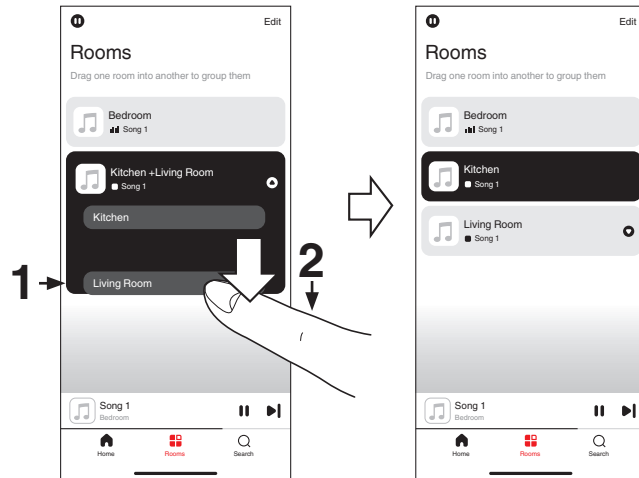 Edit
Rooms
Drag one room into another to group them
Bedroom
Song 1
Kitchen +Living Room
Song 1
Kitchen
Living Room
1
2
Song 1
Bedroom
Home
Rooms
Search
Edit
Rooms
Drag one room into another to group them
Bedroom
Song 1
Kitchen
Song 1
Living Room
Song 1
Song 1
Bedroom
Home
Rooms
Search